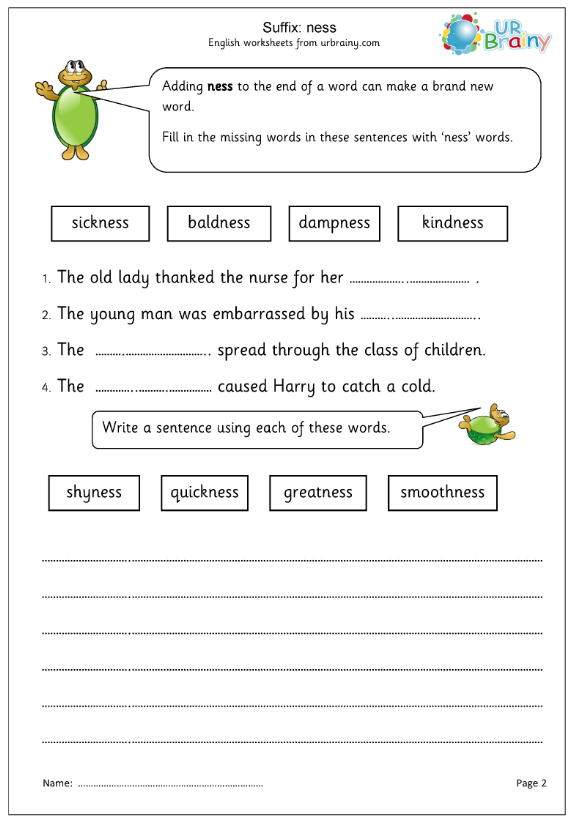 Suffix: ness
English worksheets from urbrainy.com
UR
Brainy
Adding ness to the end of a word can make a brand new
word.
Fill in the missing words in these sentences with 'ness' words.
sickness baldness dampness kindness
1. The old lady thanked the nurse for her ........................................ .
2. The young man was embarrassed by his ........................................
3. The ........................................ spread through the class of children.
4. The ........................................ caused Harry to catch a cold.
Write a sentence using each of these words.
shyness quickness greatness smoothness
Name: ................................................................ Page 2